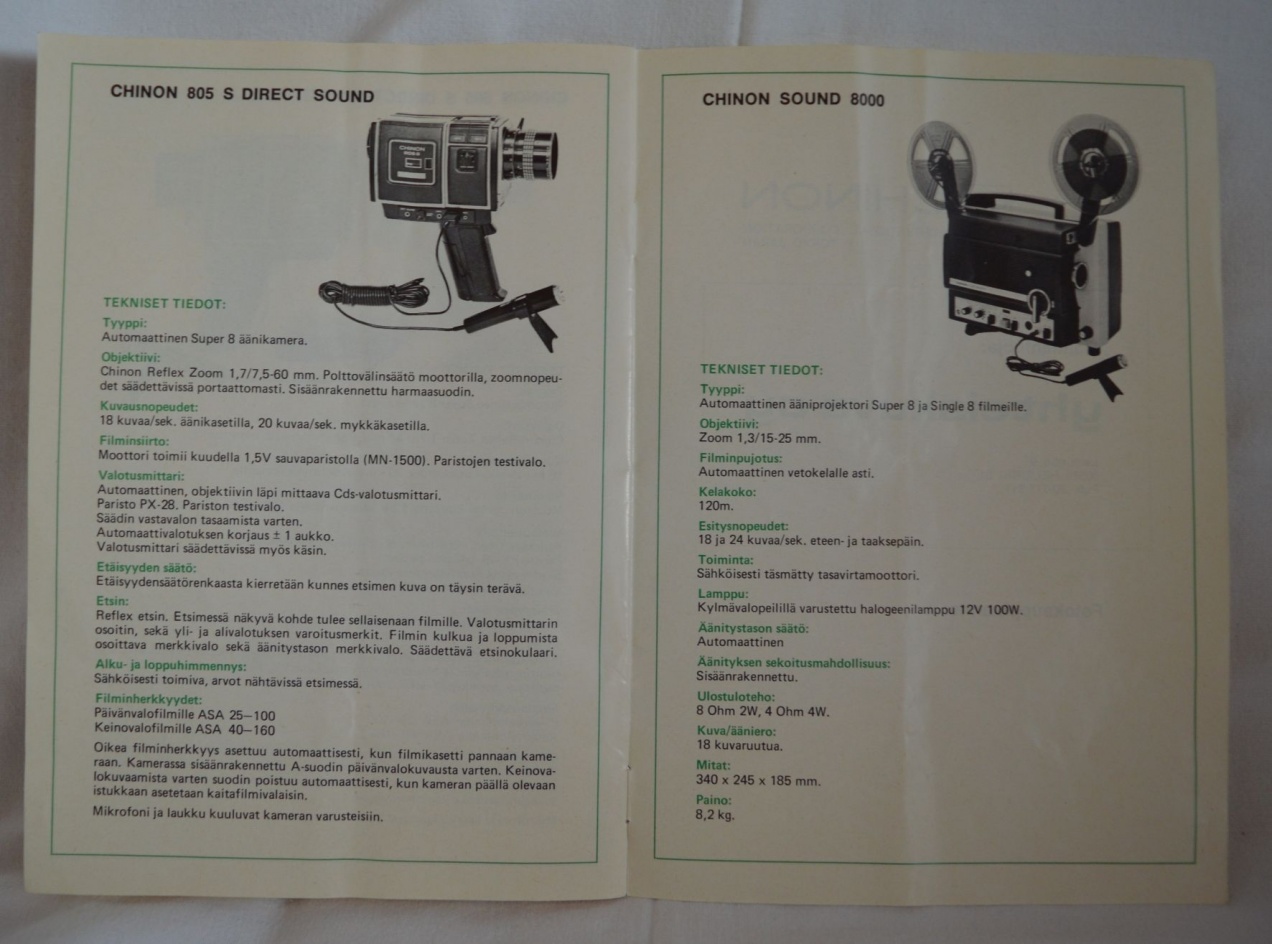 CHINON 805 S DIRECT SOUND
CHINON
TEKNISET TIEDOT:
Tyyppi:
Automaattinen Super 8 äänikamera.
Objektiivi:
Chinon Reflex Zoom 1,7/7,5-60 mm. Polttovälinsäätö moottorilla, zoomnopeu-
det säädettävissä portaattomasti. Sisäänrakennettu harmaasuodin.
Kuvausnopeudet:
18 kuvaa/sek. äänikasetilla, 20 kuvaa/sek. mykkäkasetilla.
Filminsiirto:
Moottori toimii kuudella 1,5V sauvaparistolla (MN-1500). Paristojen testivalo.
Valotusmittari:
Automaattinen, objektiivin läpi mittaava Cds-valotusmittari.
Paristo PX-28. Pariston testivalo.
Säädin vastavalon tasaamista varten.
Automaattivalotuksen korjaus ± 1 aukko.
Valotusmittari säädettävissä myös käsin.
Etäisyyden säätö:
Etäisyydensäätörenkaasta kierretään kunnes etsimen kuva on täysin terävä.
Etsin:
Reflex etsin. Etsimessä näkyvä kohde tulee sellaisenaan filmille. Valotusmittarin
osoitin, sekä yli- ja alivalotuksen varoitusmerkit. Filmin kulkua ja loppumista
osoittava merkkivalo sekä äänitystason merkkivalo. Säädettävä etsinokulaari.
Alku- ja loppuhimmennys:
Sähköisesti toimiva, arvot nähtävissä etsimessä.
Filminherkkyydet:
Päivänvalofilmille ASA 25—100
Keinovalofilmille ASA 40—160
Oikea filminherkkyys asettuu automaattisesti, kun filmikasetti pannaan kame-
raan. Kamerassa sisäänrakennettu A-suodin päivänvalokuvausta varten. Keinova-
lokuvaamista varten suodin poistuu automaattisesti, kun kameran päällä olevaan
istukkaan asetetaan kaitafilmivalaisin.
Mikrofoni ja laukku kuuluvat kameran varusteisiin.
CHINON SOUND 8000
TEKNISET TIEDOT:
Tyyppi:
Automaattinen ääniprojektori Super 8 ja Single 8 filmeille.
Objektiivi:
Zoom 1,3/15-25 mm.
Filminpujotus:
Automaattinen vetokelalle asti.
Kelakoko:
120m.
Esitysnopeudet:
18 ja 24 kuvaa/sek. eteen- ja taaksepäin.
Toiminta:
Sähköisesti täsmätty tasavirtamoottori.
Lamppu:
Kylmävalopeilillä varustettu halogeenilamppu 12V 100W.
Äänitystason säätö:
Automaattinen
Äänityksen sekoitusmahdollisuus:
Sisäänrakennettu.
Ulostuloteho:
8 Ohm 2W, 4 Ohm 4W.
Kuva/ääniero:
18 kuvaruutua.
Mitat:
340 x 245 x 185 mm.
Paino:
8,2 kg.